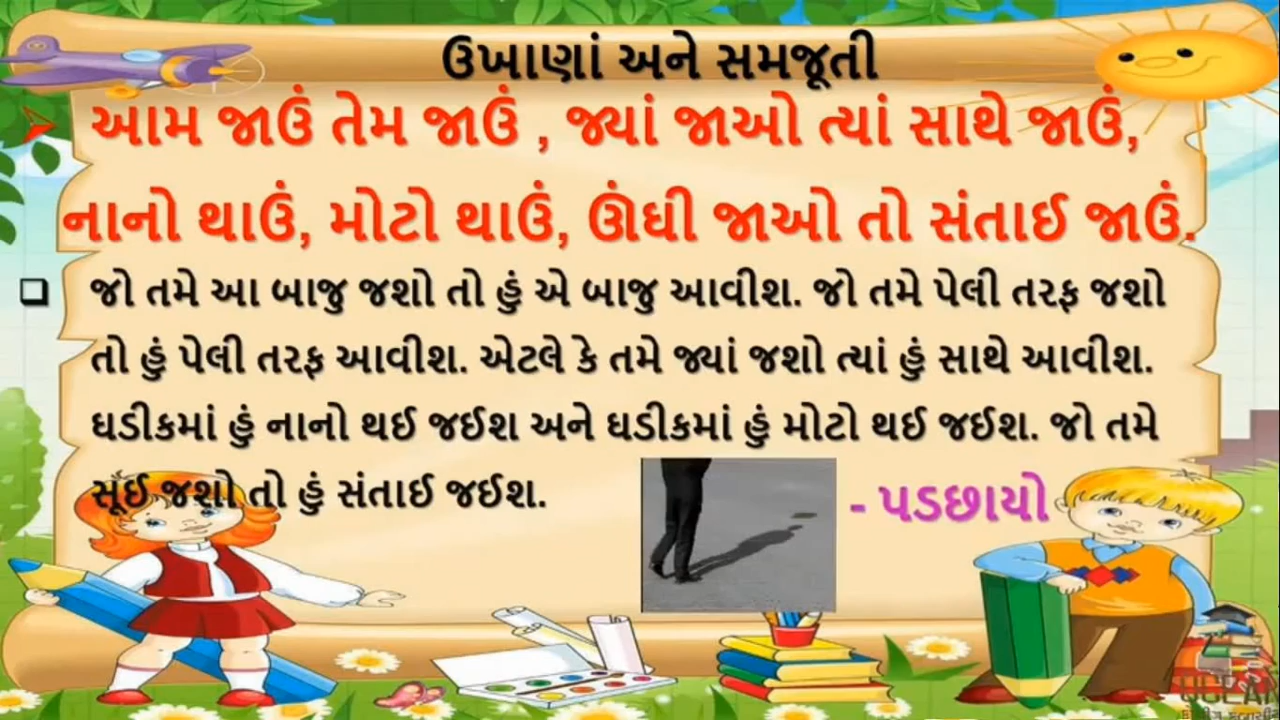 ઉખાણાં અને સમજૂતી
આમ જાઉં તેમ જાઉં , જ્યાં જાઓ ત્યાં સાથે જાઉં,
નાનો થાઉં, મોટો થાઉં, ઊંઘી જાઓ તો સંતાઈ જાઉં.
જો તમે આ બાજુ જશો તો હું એ બાજુ આવીશ. જો તમે પેલી તરફ જશો
તો હું પેલી તરફ આવીશ. એટલે કે તમે જ્યાં જશો ત્યાં હું સાથે આવીશ.
ઘડીકમાં હું નાનો થઈ જઈશ અને ઘડીકમાં હું મોટો થઈ જઈશ. જો તમે
સૂઈ જશો તો હું સંતાઈ જઈશ.
- પડછાયો